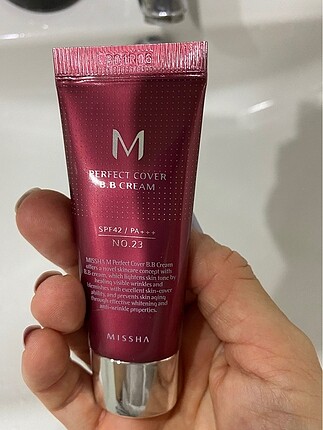 M
PERFECT COVER
B.B CREAM
SPF42 / PA+++
NO.23
MISSHA M Perfect Cover B.B Cream
offers a novel skincare concept with
B.B cream, which lightens skin tone by
healing visible wrinkles and
blemishes with excellent skin-cover
ability, and prevents skin aging
through effective whitening and
anti-wrinkle properties.
MISSHA